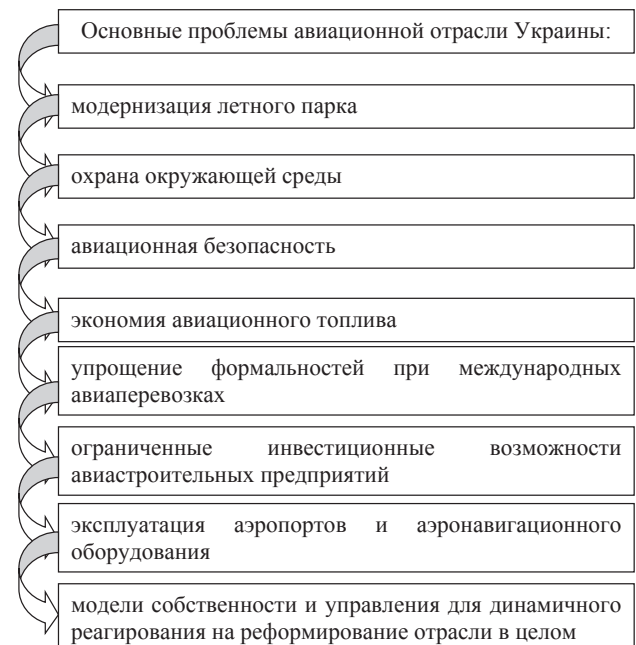 Основные проблемы авиационной отрасли Украины:
модернизация летного парка
охрана окружающей среды
авиационная безопасность
экономия авиационного топлива
упрощение формальностей при международных
авиаперевозках
ограниченные инвестиционные возможности
авиастроительных предприятий
эксплуатация аэропортов и аэронавигационного
оборудования
модели собственности и управления для динамичного
реагирования на реформирование отрасли в целом